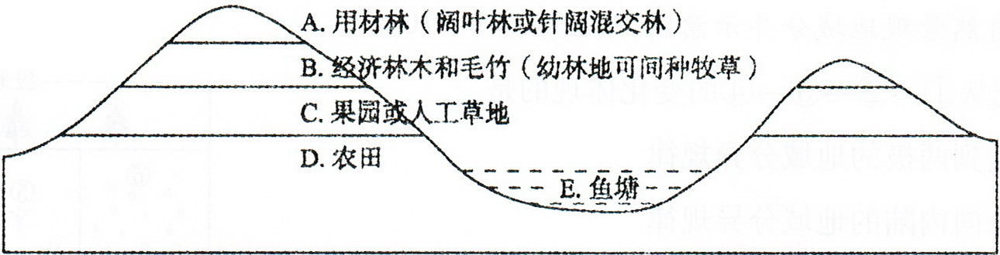 A. 用材林（阔叶林或针阔混交林）
B. 经济林木和毛竹（幼林地可间种牧草）
C. 果园或人工草地
D. 农田
E. 鱼塘